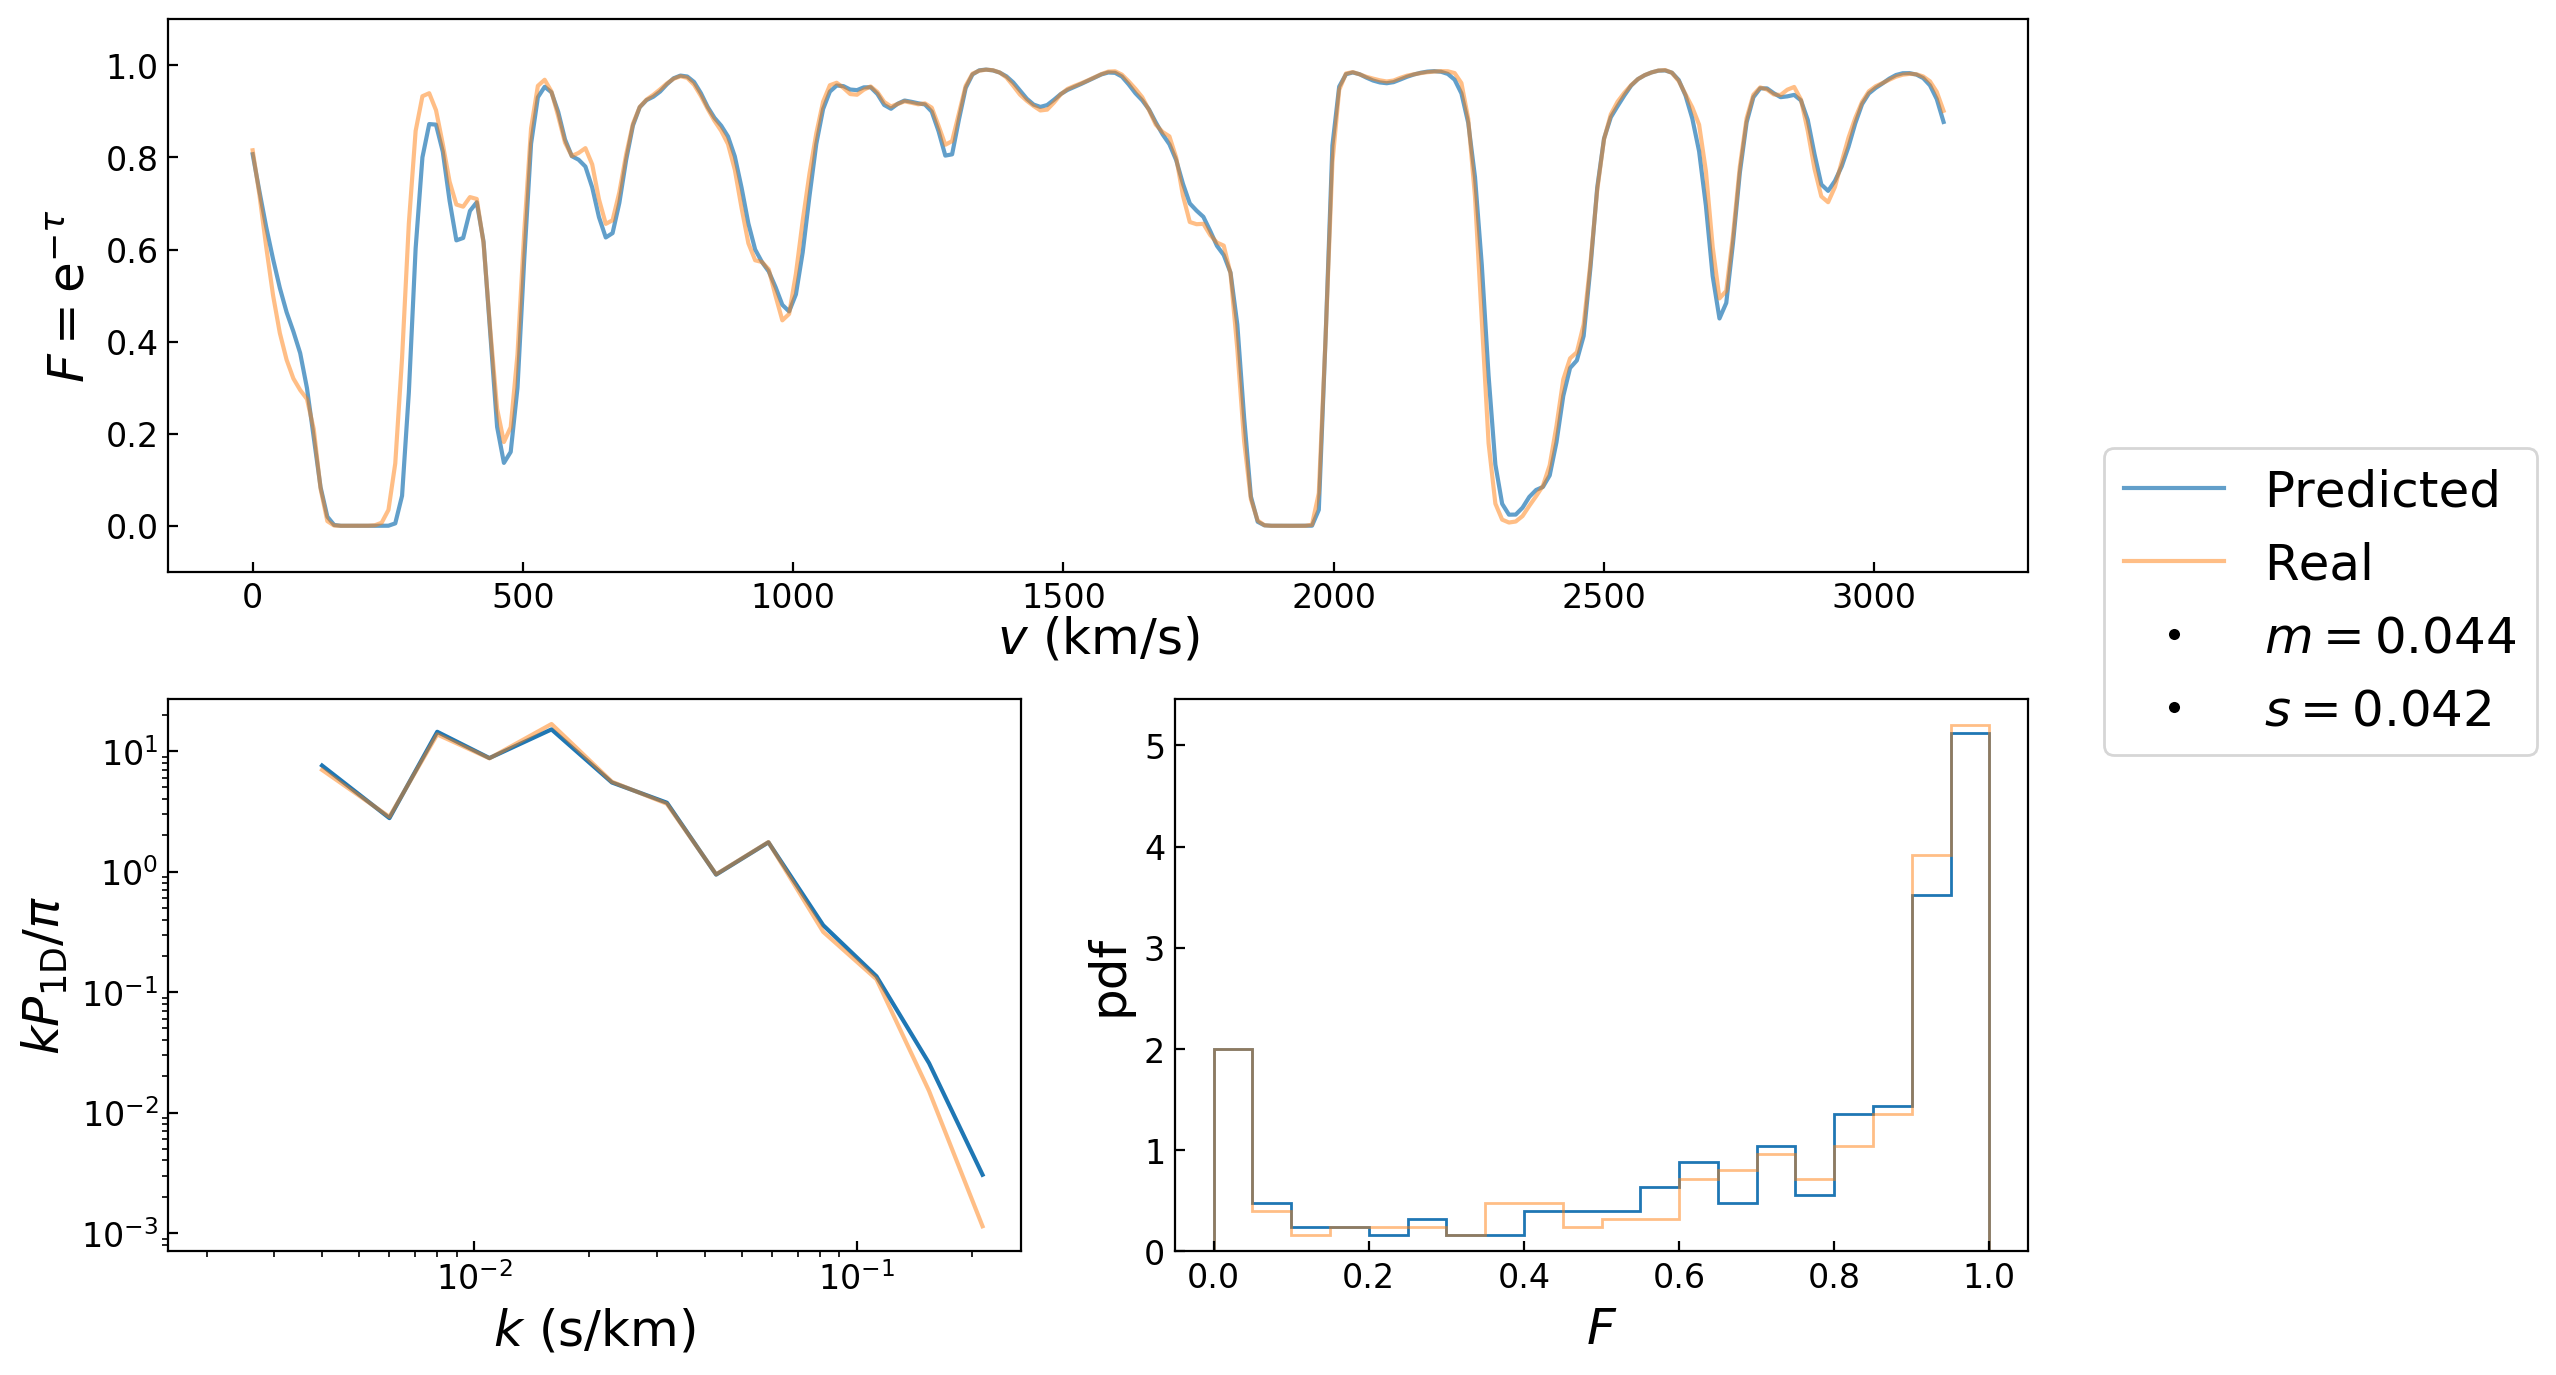 1.0
0.8
0.6
0.4
0.2
0.0
F = e^{−τ}
0 500 1000 1500 2000 2500 3000
v (km/s)
Predicted
Real
m = 0.044
s = 0.042
10^1
10^0
10^{−1}
10^{−2}
10^{−3}
kP_{1D}/π
10^{−2} 10^{−1}
k (s/km)
5
4
3
2
1
0
pdf
0.0 0.2 0.4 0.6 0.8 1.0
F